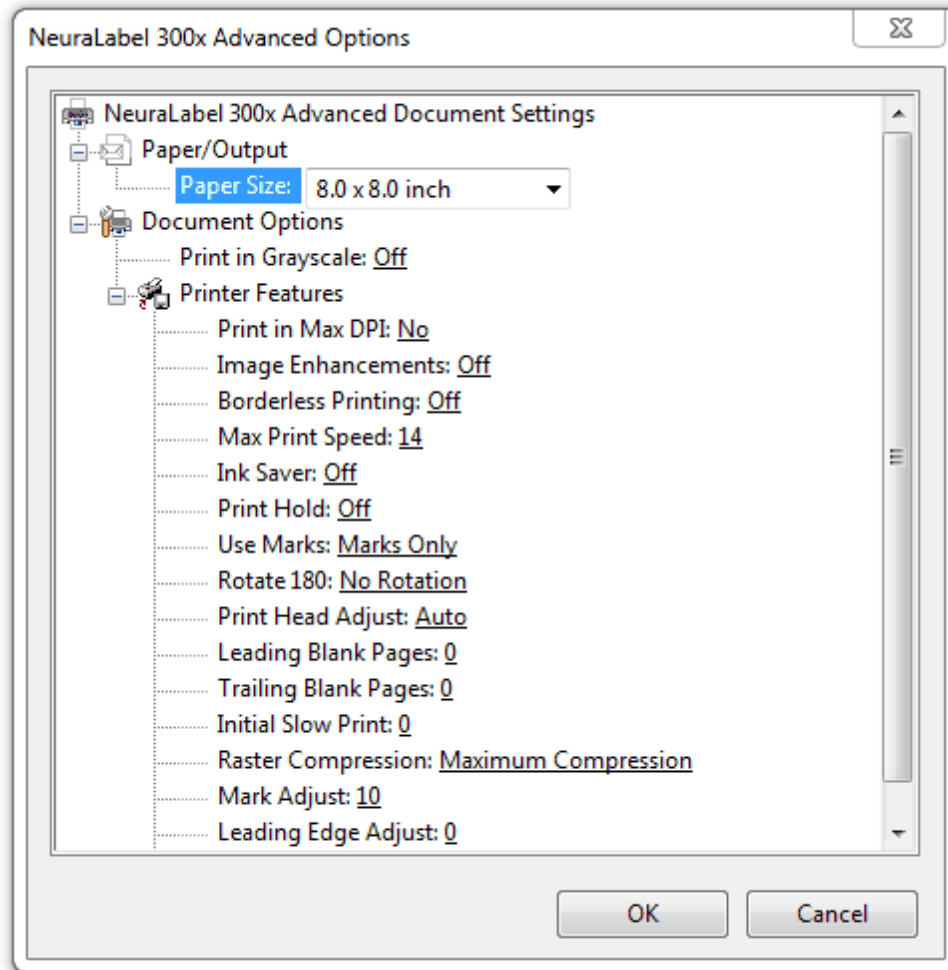 NeuraLabel 300x Advanced Options
NeuraLabel 300x Advanced Document Settings
Paper/Output
Paper Size: 8.0 x 8.0 inch
Document Options
Print in Grayscale: Off
Printer Features
Print in Max DPI: No
Image Enhancements: Off
Borderless Printing: Off
Max Print Speed: 14
Ink Saver: Off
Print Hold: Off
Use Marks: Marks Only
Rotate 180: No Rotation
Print Head Adjust: Auto
Leading Blank Pages: 0
Trailing Blank Pages: 0
Initial Slow Print: 0
Raster Compression: Maximum Compression
Mark Adjust: 10
Leading Edge Adjust: 0
OK Cancel